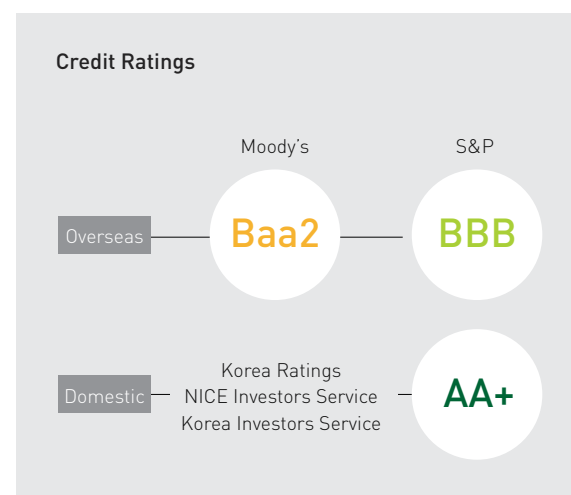 Credit Ratings
Moody's
S&P
Overseas
Baa2
BBB
Domestic
Korea Ratings
NICE Investors Service
Korea Investors Service
AA+